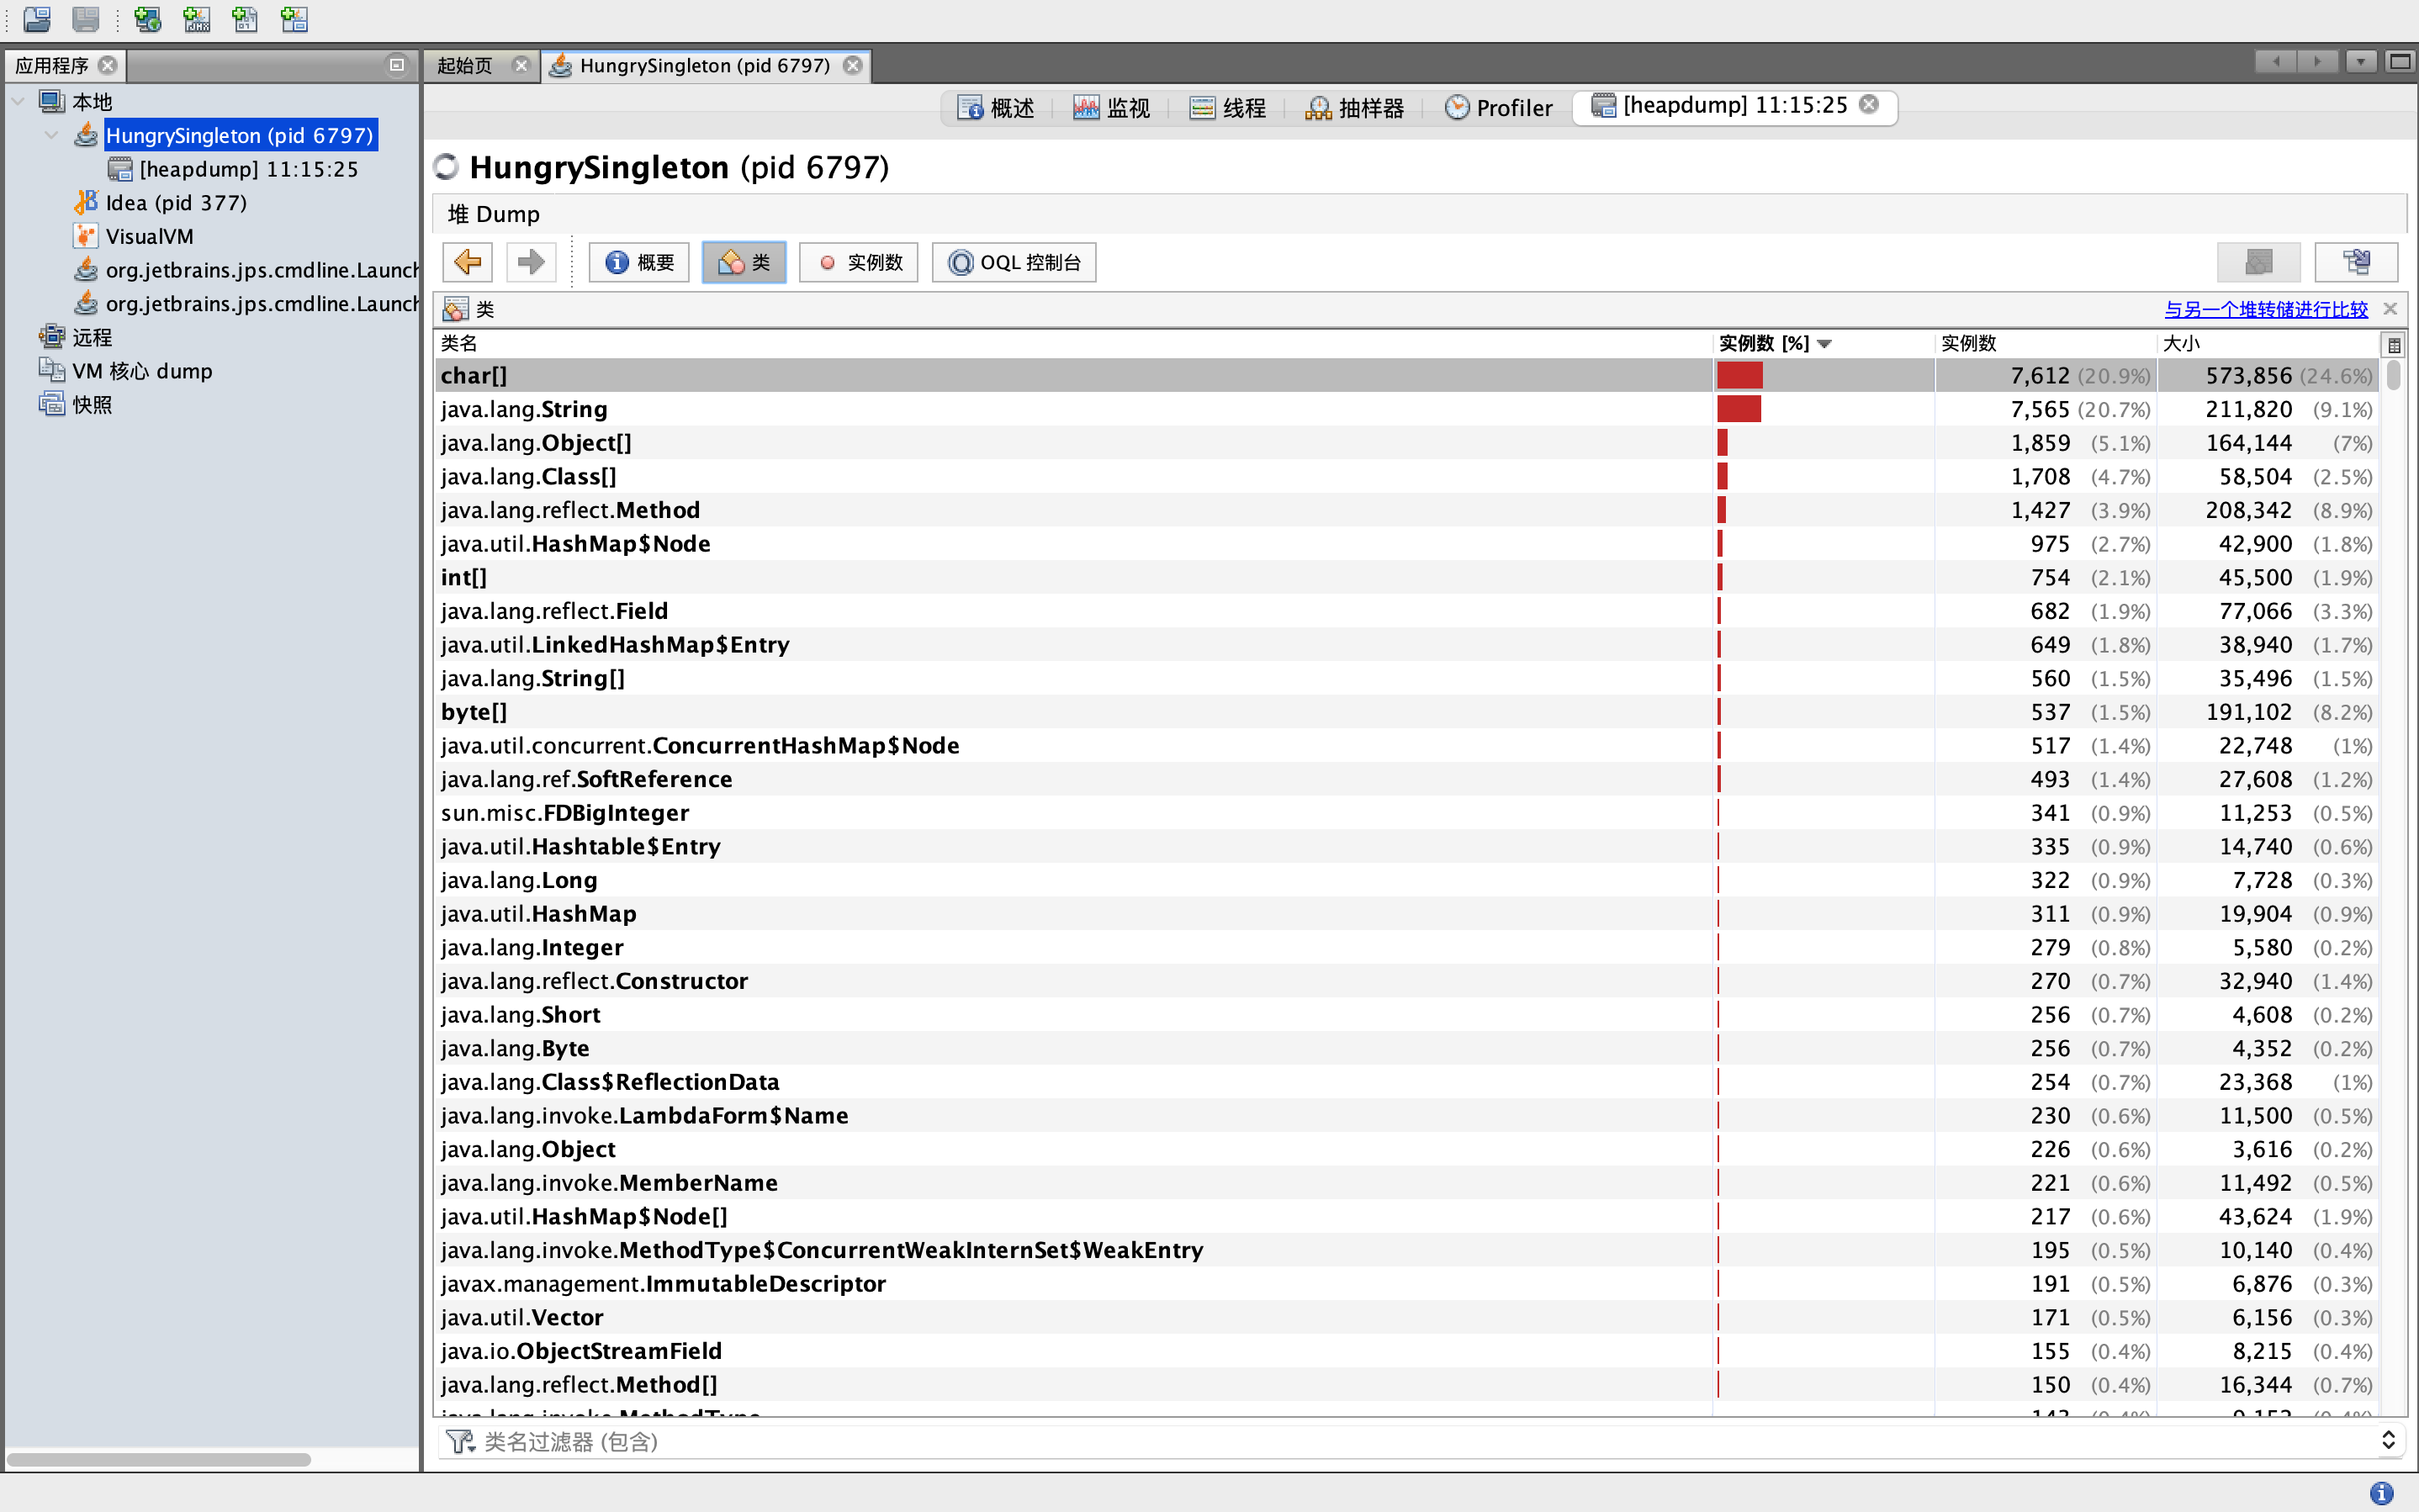 应用程序
本地
HungrySingleton (pid 6797)
[heapdump] 11:15:25
Idea (pid 377)
VisualVM
org.jetbrains.jps.cmdline.Launch
org.jetbrains.jps.cmdline.Launch
远程
VM 核心 dump
快照
起始页 HungrySingleton (pid 6797)
概述 监视 线程 抽样器 Profiler [heapdump] 11:15:25
HungrySingleton (pid 6797)
堆 Dump
概要 类 实例数 OQL 控制台
类 与另一个堆转储进行比较
类名 实例数 [%] 实例数 大小
char[] 7,612 (20.9%) 573,856 (24.6%)
java.lang.String 7,565 (20.7%) 211,820 (9.1%)
java.lang.Object[] 1,859 (5.1%) 164,144 (7%)
java.lang.Class[] 1,708 (4.7%) 58,504 (2.5%)
java.lang.reflect.Method 1,427 (3.9%) 208,342 (8.9%)
java.util.HashMap$Node 975 (2.7%) 42,900 (1.8%)
int[] 754 (2.1%) 45,500 (1.9%)
java.lang.reflect.Field 682 (1.9%) 77,066 (3.3%)
java.util.LinkedHashMap$Entry 649 (1.8%) 38,940 (1.7%)
java.lang.String[] 560 (1.5%) 35,496 (1.5%)
byte[] 537 (1.5%) 191,102 (8.2%)
java.util.concurrent.ConcurrentHashMap$Node 517 (1.4%) 22,748 (1%)
java.lang.ref.SoftReference 493 (1.4%) 27,608 (1.2%)
sun.misc.FDBigInteger 341 (0.9%) 11,253 (0.5%)
java.util.Hashtable$Entry 335 (0.9%) 14,740 (0.6%)
java.lang.Long 322 (0.9%) 7,728 (0.3%)
java.util.HashMap 311 (0.9%) 19,904 (0.9%)
java.lang.Integer 279 (0.8%) 5,580 (0.2%)
java.lang.reflect.Constructor 270 (0.7%) 32,940 (1.4%)
java.lang.Short 256 (0.7%) 4,608 (0.2%)
java.lang.Byte 256 (0.7%) 4,352 (0.2%)
java.lang.Class$ReflectionData 254 (0.7%) 23,368 (1%)
java.lang.invoke.LambdaForm$Name 230 (0.6%) 11,500 (0.5%)
java.lang.Object 226 (0.6%) 3,616 (0.2%)
java.lang.invoke.MemberName 221 (0.6%) 11,492 (0.5%)
java.util.HashMap$Node[] 217 (0.6%) 43,624 (1.9%)
java.lang.invoke.MethodType$ConcurrentWeakInternSet$WeakEntry 195 (0.5%) 10,140 (0.4%)
javax.management.ImmutableDescriptor 191 (0.5%) 6,876 (0.3%)
java.util.Vector 171 (0.5%) 6,156 (0.3%)
java.io.ObjectStreamField 155 (0.4%) 8,215 (0.4%)
java.lang.reflect.Method[] 150 (0.4%) 16,344 (0.7%)
java.lang.invoke.MethodType
类名过滤器 (包含)